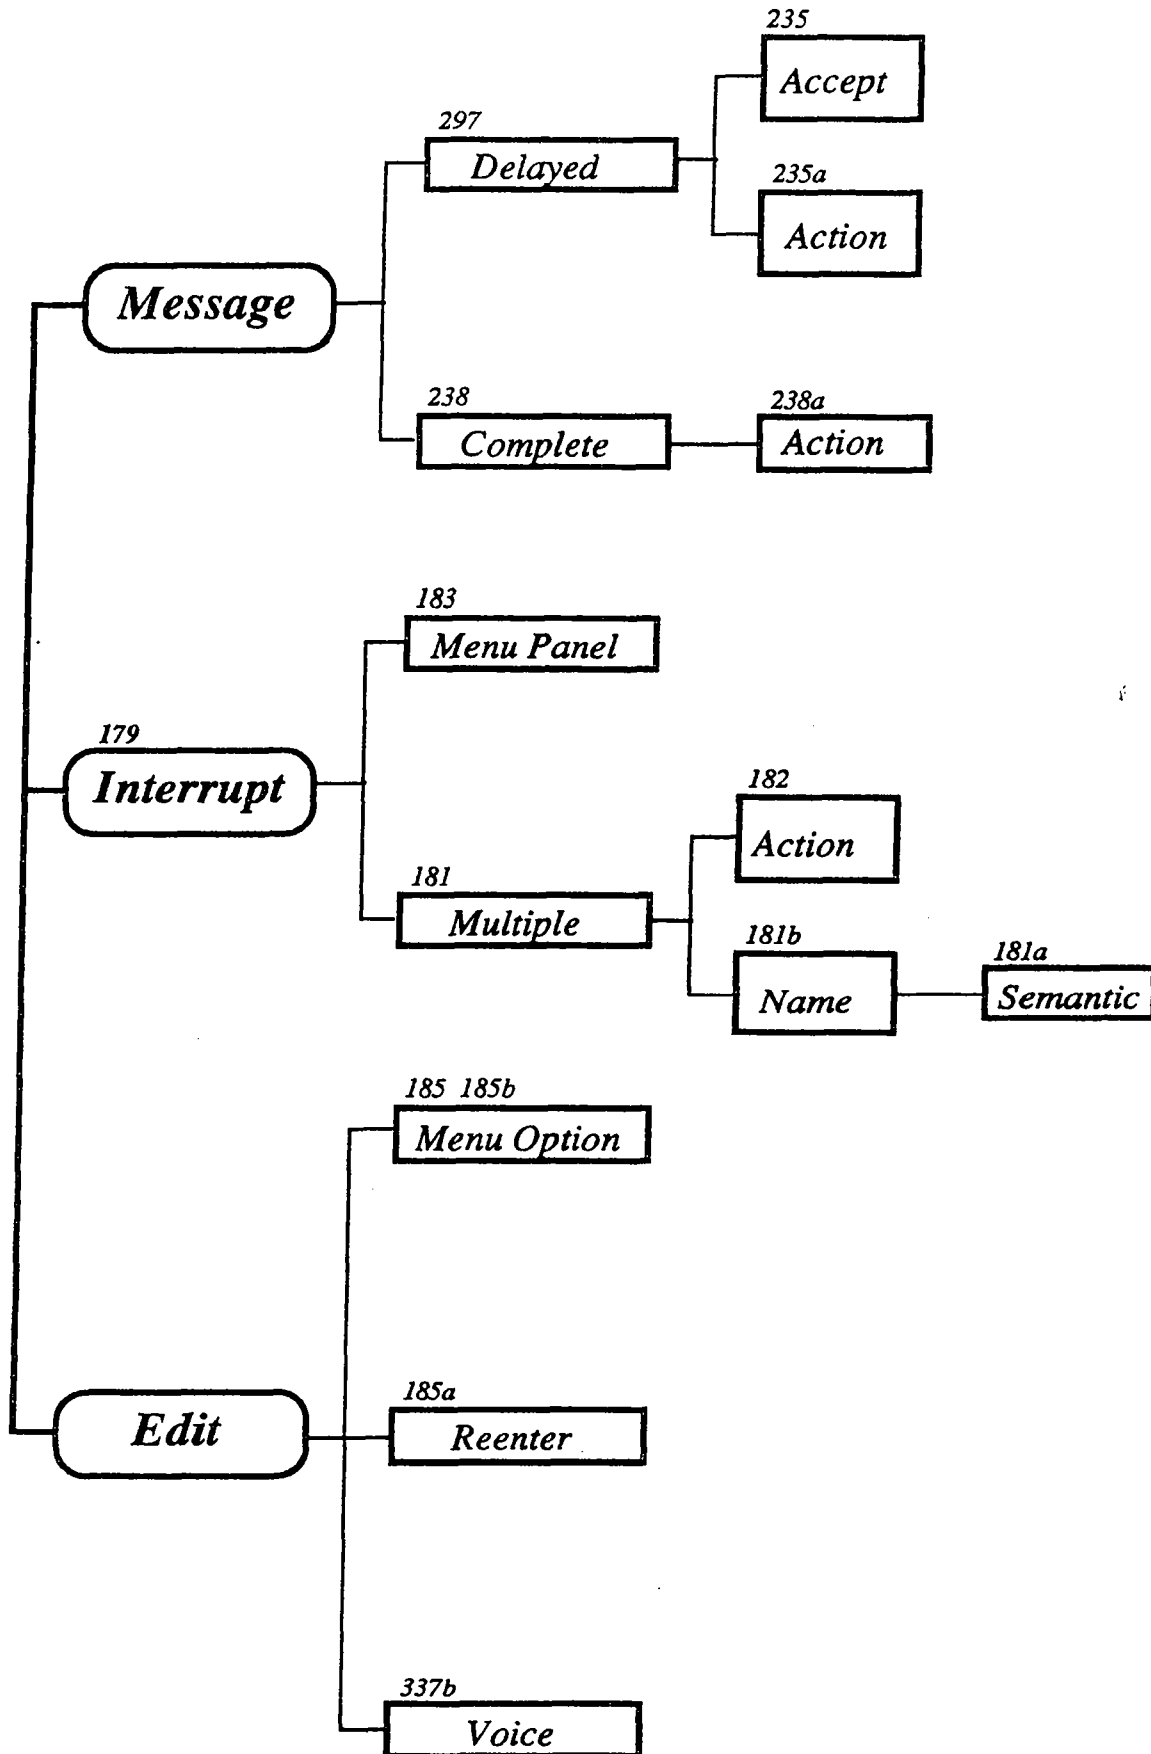 235
Accept
297
Delayed
235a
Action
Message
238
Complete
238a
Action
183
Menu Panel
179
Interrupt
182
Action
181
Multiple
181b
Name
181a
Semantic
185 185b
Menu Option
185a
Reenter
Edit
337b
Voice